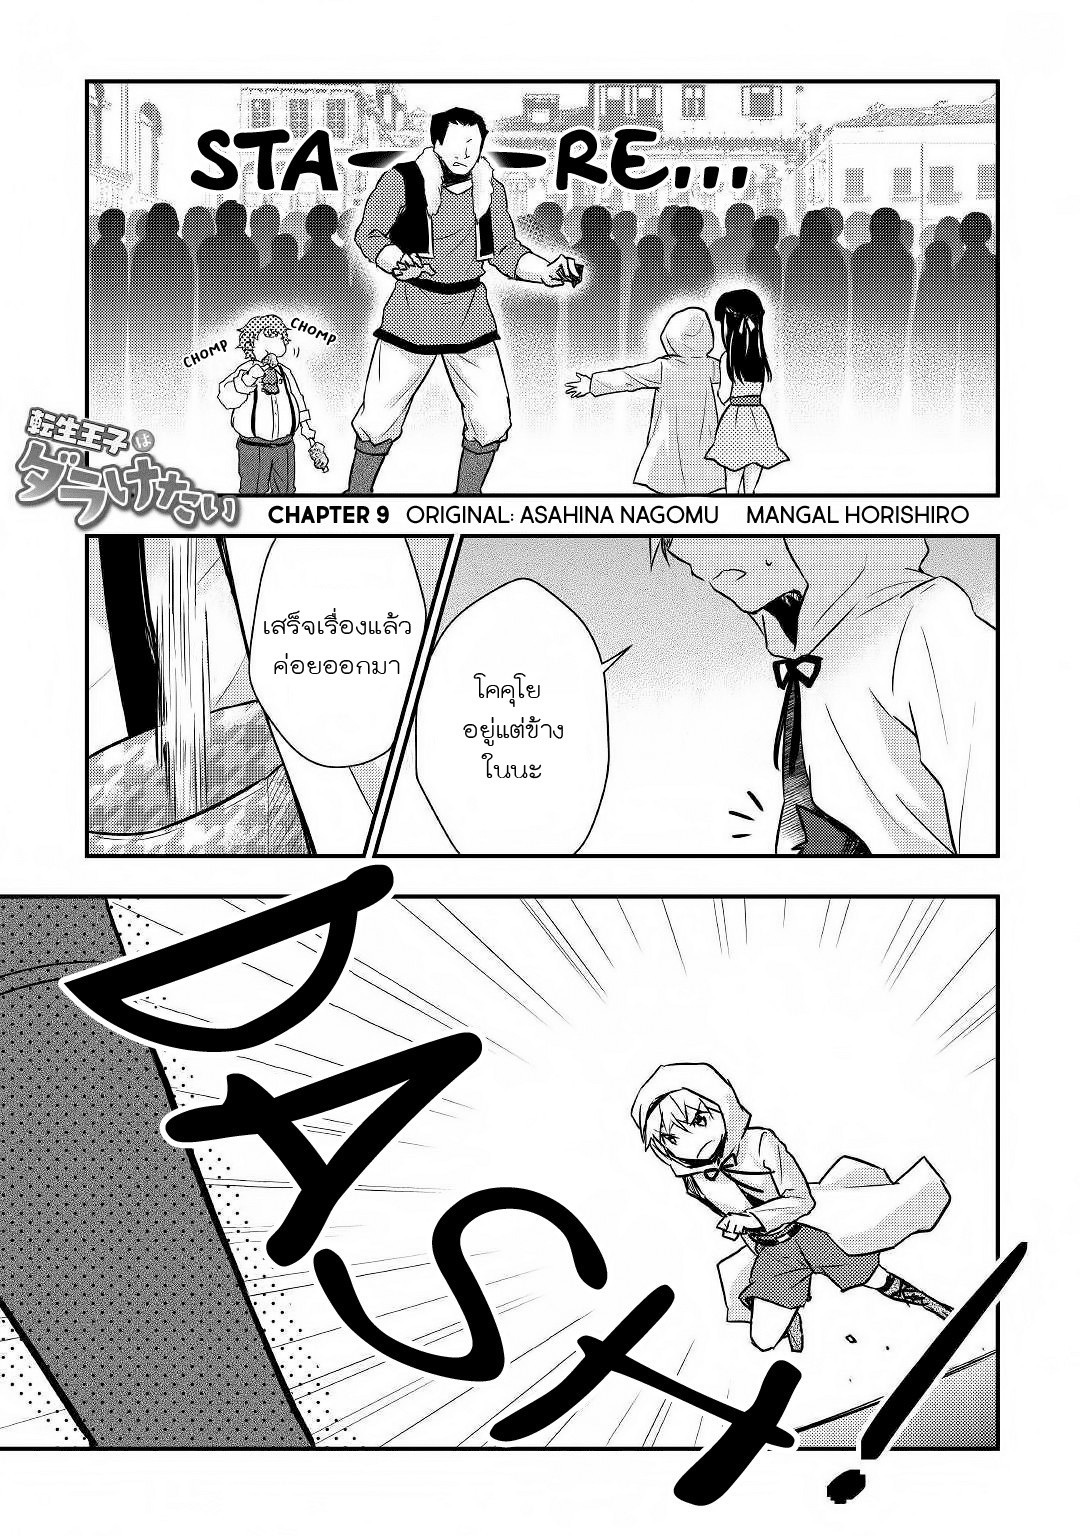 STA—RE...
CHOMP
CHOMP
転生王子は
ダラけたい
CHAPTER 9 ORIGINAL: ASAHINA NAGOMU MANGAL HORISHIRO
โคคุโย
อยู่แต่ข้าง
ในนะ
เสร็จเรื่องแล้ว
ค่อยออกมา
DASH!